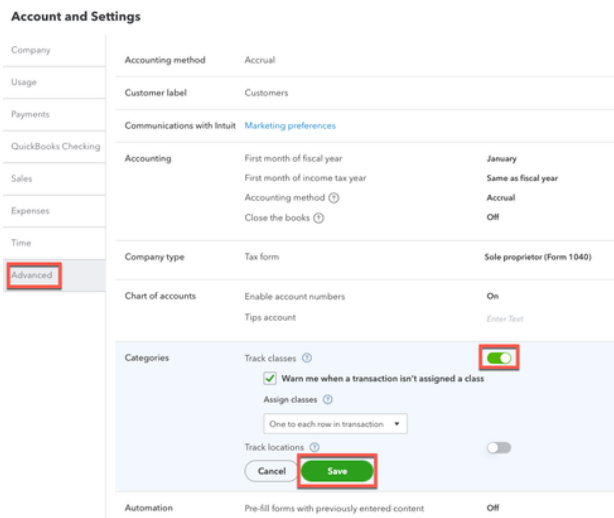 Account and Settings
Company
Usage
Payments
QuickBooks Checking
Sales
Expenses
Time
Advanced
Accounting method Accrual
Customer label Customers
Communications with Intuit Marketing preferences
Accounting First month of fiscal year January
First month of income tax year Same as fiscal year
Accounting method ? Accrual
Close the books ? Off
Company type Tax form Sole proprietor (Form 1040)
Chart of accounts Enable account numbers On
Tips account Enter Text
Categories Track classes ?
Warn me when a transaction isn't assigned a class
Assign classes ?
One to each row in transaction
Track locations ?
Cancel Save
Automation Pre-fill forms with previously entered content Off